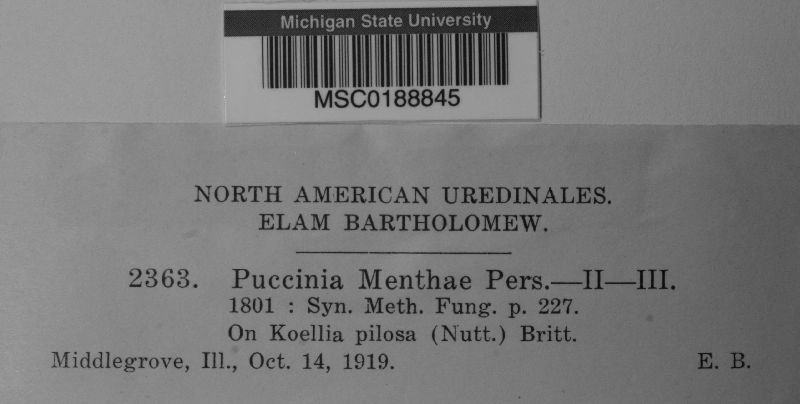 Michigan State University
MSC0188845
NORTH AMERICAN UREDINALES.
ELAM BARTHOLOMEW.
2363. Puccinia Menthae Pers.—II—III.
1801 : Syn. Meth. Fung. p. 227.
On Koellia pilosa (Nutt.) Britt.
Middlegrove, Ill., Oct. 14, 1919. E. B.